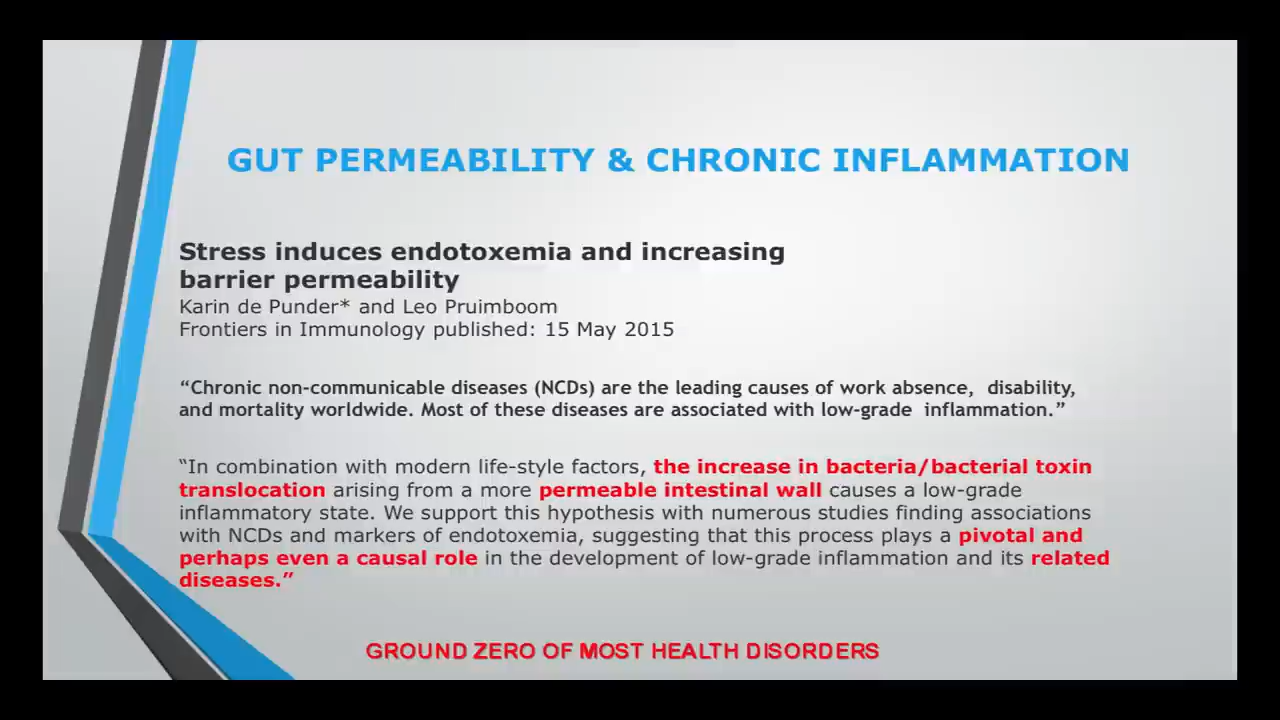 GUT PERMEABILITY & CHRONIC INFLAMMATION
Stress induces endotoxemia and increasing
barrier permeability
Karin de Punder* and Leo Pruimboom
Frontiers in Immunology published: 15 May 2015
“Chronic non-communicable diseases (NCDs) are the leading causes of work absence,  disability,
and mortality worldwide. Most of these diseases are associated with low-grade  inflammation.”
“In combination with modern life-style factors, the increase in bacteria/bacterial toxin
translocation arising from a more permeable intestinal wall causes a low-grade
inflammatory state. We support this hypothesis with numerous studies finding associations
with NCDs and markers of endotoxemia, suggesting that this process plays a pivotal and
perhaps even a causal role in the development of low-grade inflammation and its related
diseases.”
GROUND ZERO OF MOST HEALTH DISORDERS